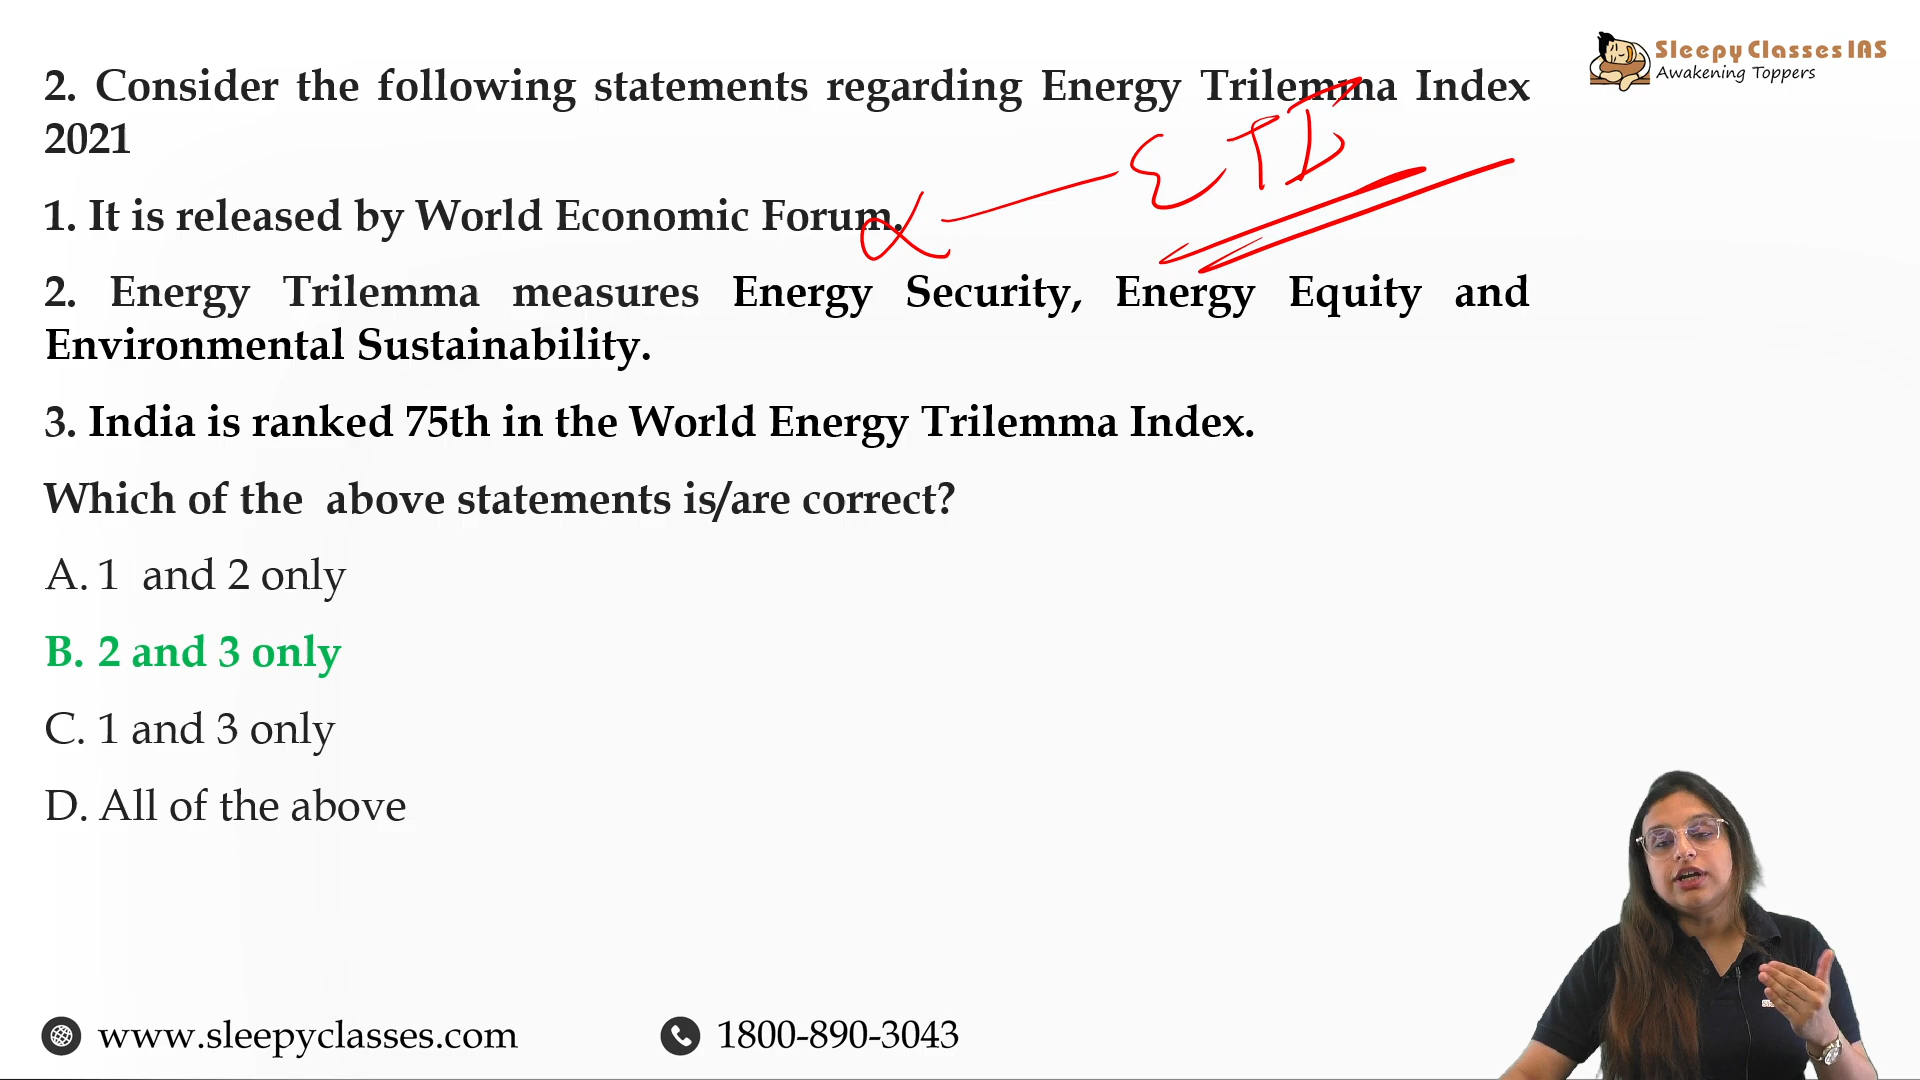 Sleepy Classes IAS
Awakening Toppers
2. Consider the following statements regarding Energy Trilemma Index
2021
ETI
1. It is released by World Economic Forum.
2. Energy Trilemma measures Energy Security, Energy Equity and
Environmental Sustainability.
3. India is ranked 75th in the World Energy Trilemma Index.
Which of the above statements is/are correct?
A. 1 and 2 only
B. 2 and 3 only
C. 1 and 3 only
D. All of the above
www.sleepyclasses.com
1800-890-3043